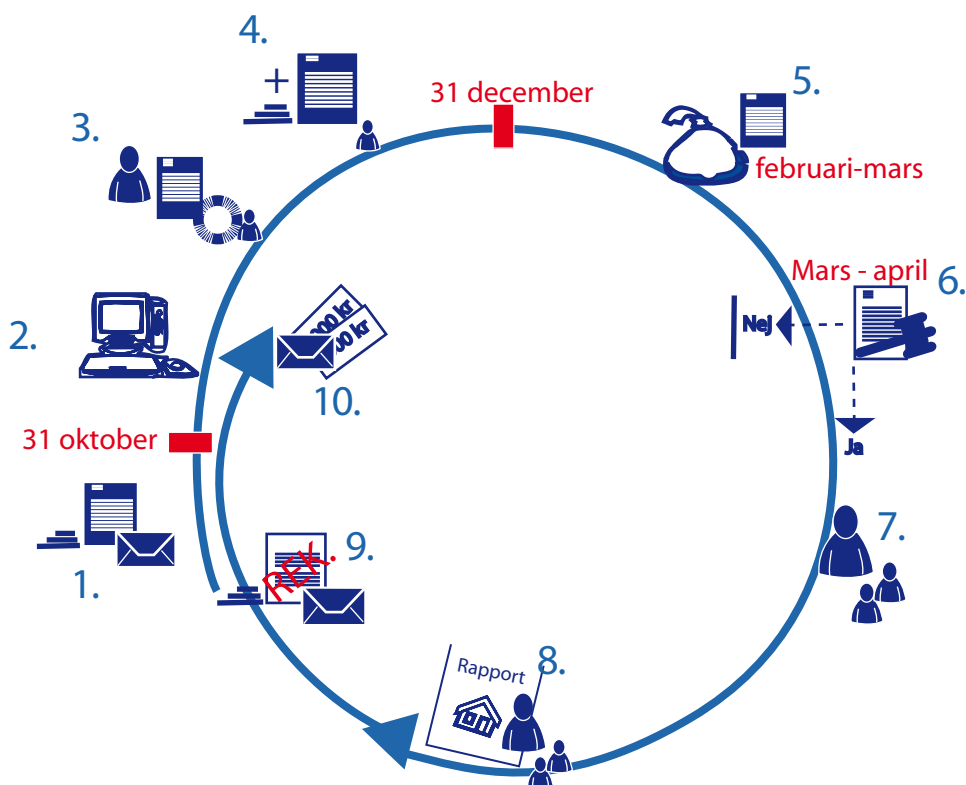 4.
31 december
5.
februari-mars
3.
Mars - april
6.
Nej
2.
10.
31 oktober
Ja
7.
9.
REK.
1.
8.
Rapport